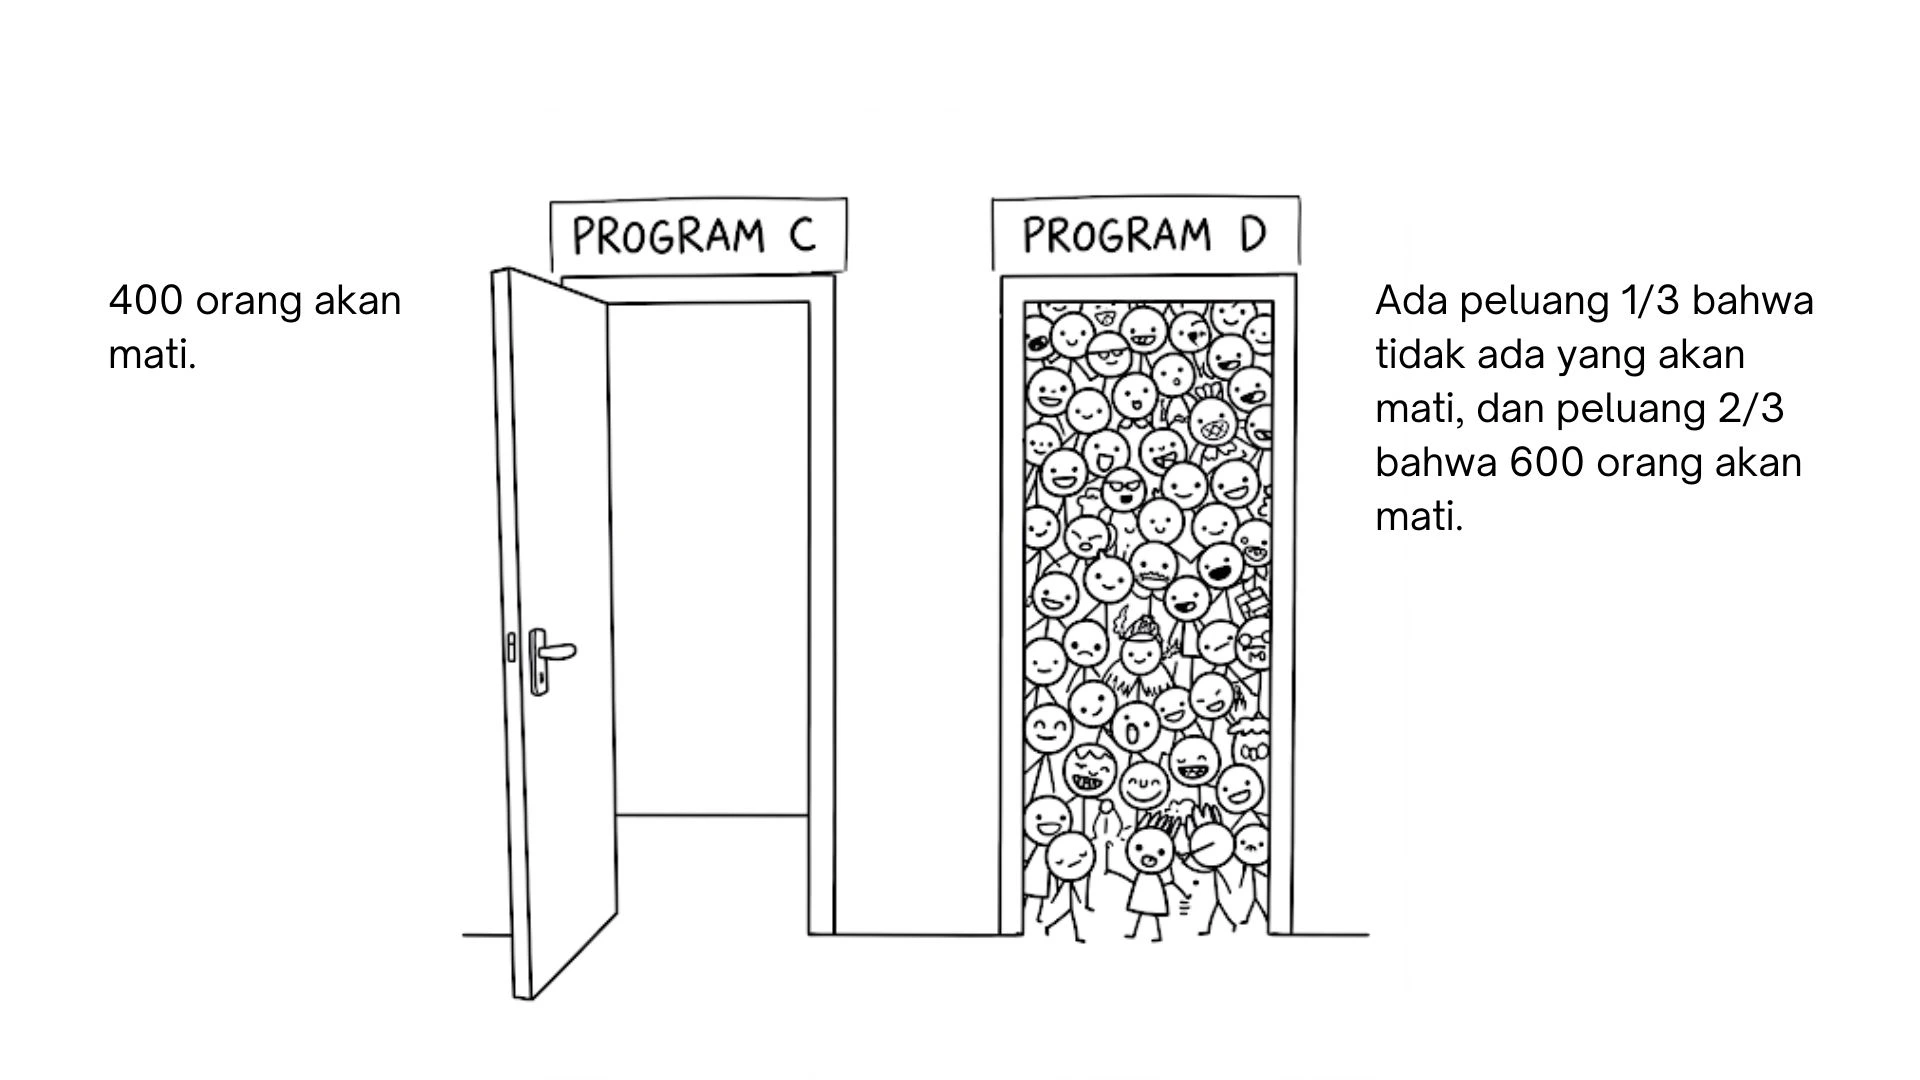 PROGRAM C
PROGRAM D
400 orang akan
mati.
Ada peluang 1/3 bahwa
tidak ada yang akan
mati, dan peluang 2/3
bahwa 600 orang akan
mati.